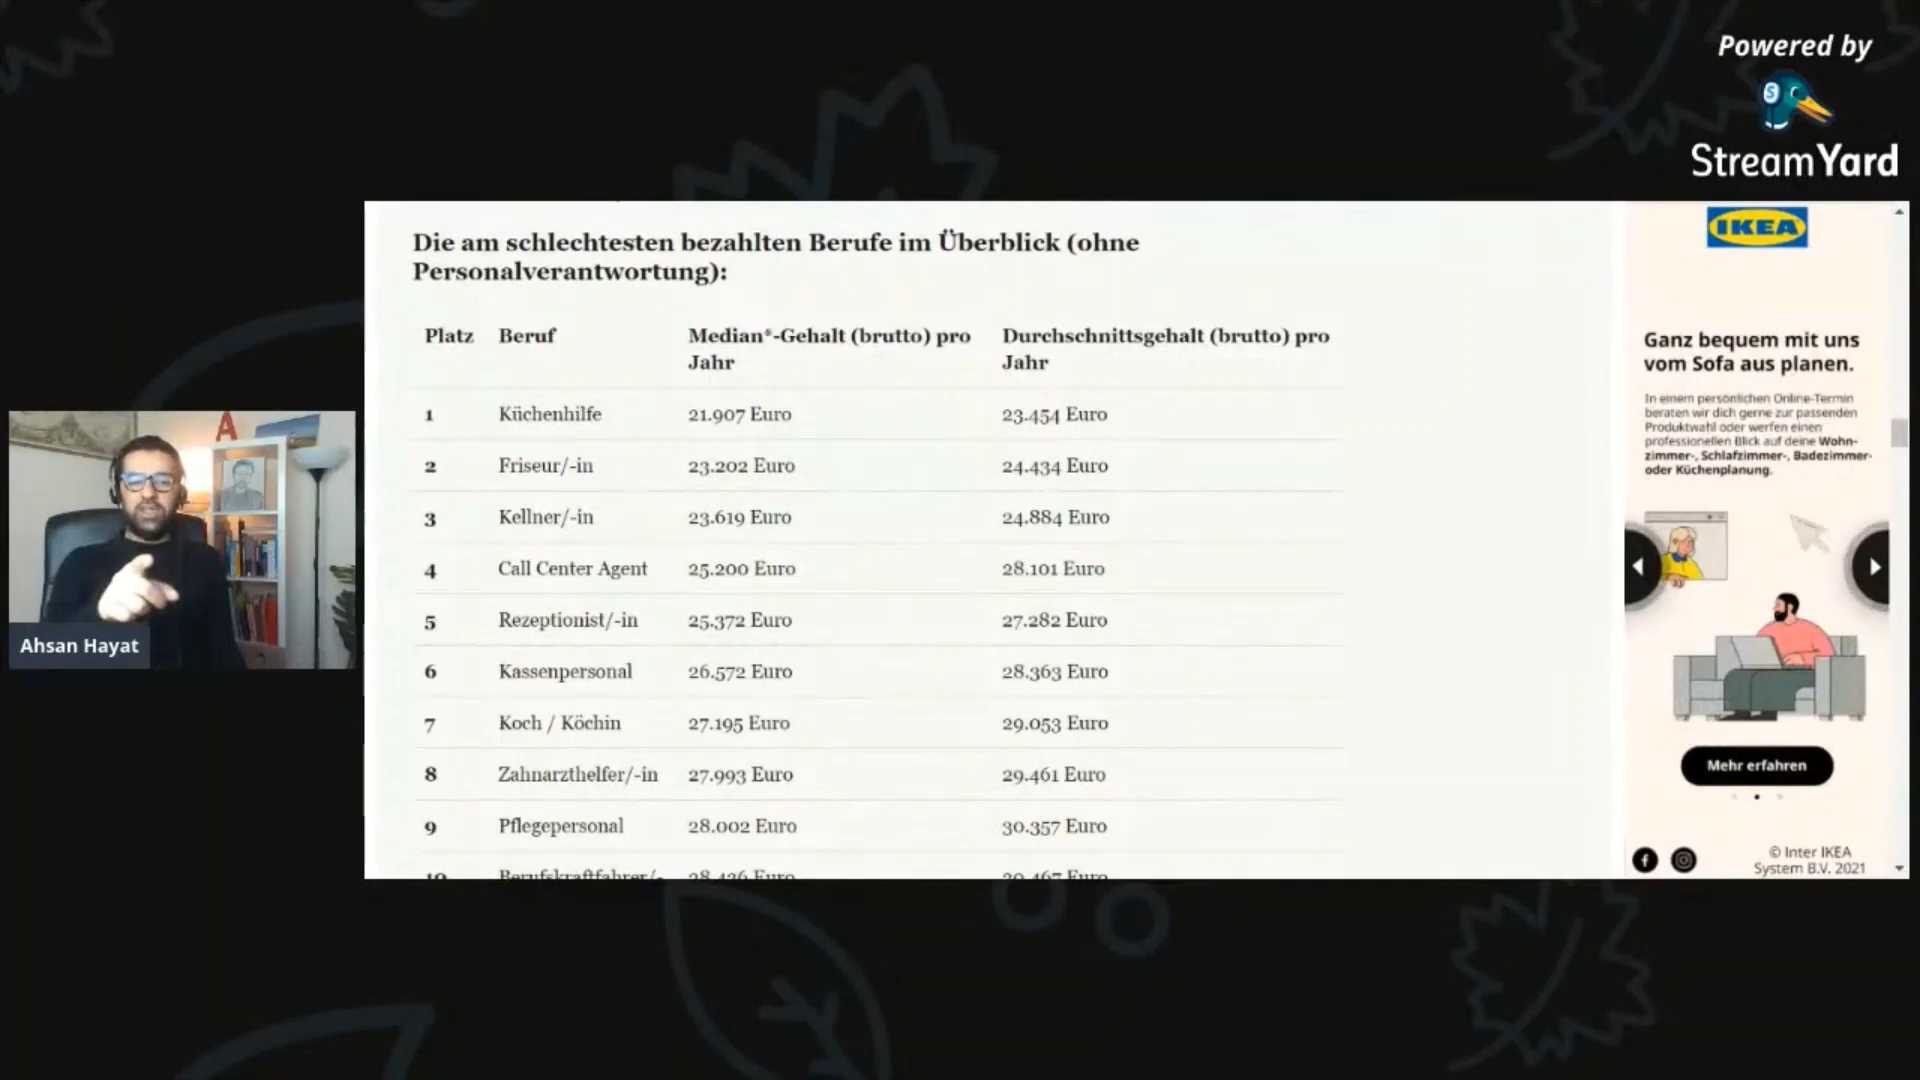 Powered by
StreamYard
Die am schlechtesten bezahlten Berufe im Überblick (ohne
Personalverantwortung):
Platz Beruf Median*-Gehalt (brutto) pro Jahr Durchschnittsgehalt (brutto) pro Jahr
1 Küchenhilfe 21.907 Euro 23.454 Euro
2 Friseur/-in 23.202 Euro 24.434 Euro
3 Kellner/-in 23.619 Euro 24.884 Euro
4 Call Center Agent 25.200 Euro 28.101 Euro
5 Rezeptionist/-in 25.372 Euro 27.282 Euro
6 Kassenpersonal 26.572 Euro 28.363 Euro
7 Koch / Köchin 27.195 Euro 29.053 Euro
8 Zahnarzthelfer/-in 27.993 Euro 29.461 Euro
9 Pflegepersonal 28.002 Euro 30.357 Euro
10 Berufskraftfahrer/- Euro Euro
IKEA
Ganz bequem mit uns
vom Sofa aus planen.
In einem persönlichen Online-Termin
beraten wir dich gerne zur passenden
Produktwahl oder werfen einen
professionellen Blick auf deine Wohn-
zimmer-, Schlafzimmer-, Badezimmer-
oder Küchenplanung.
Mehr erfahren
© Inter IKEA
System B.V. 2021
A
Ahsan Hayat